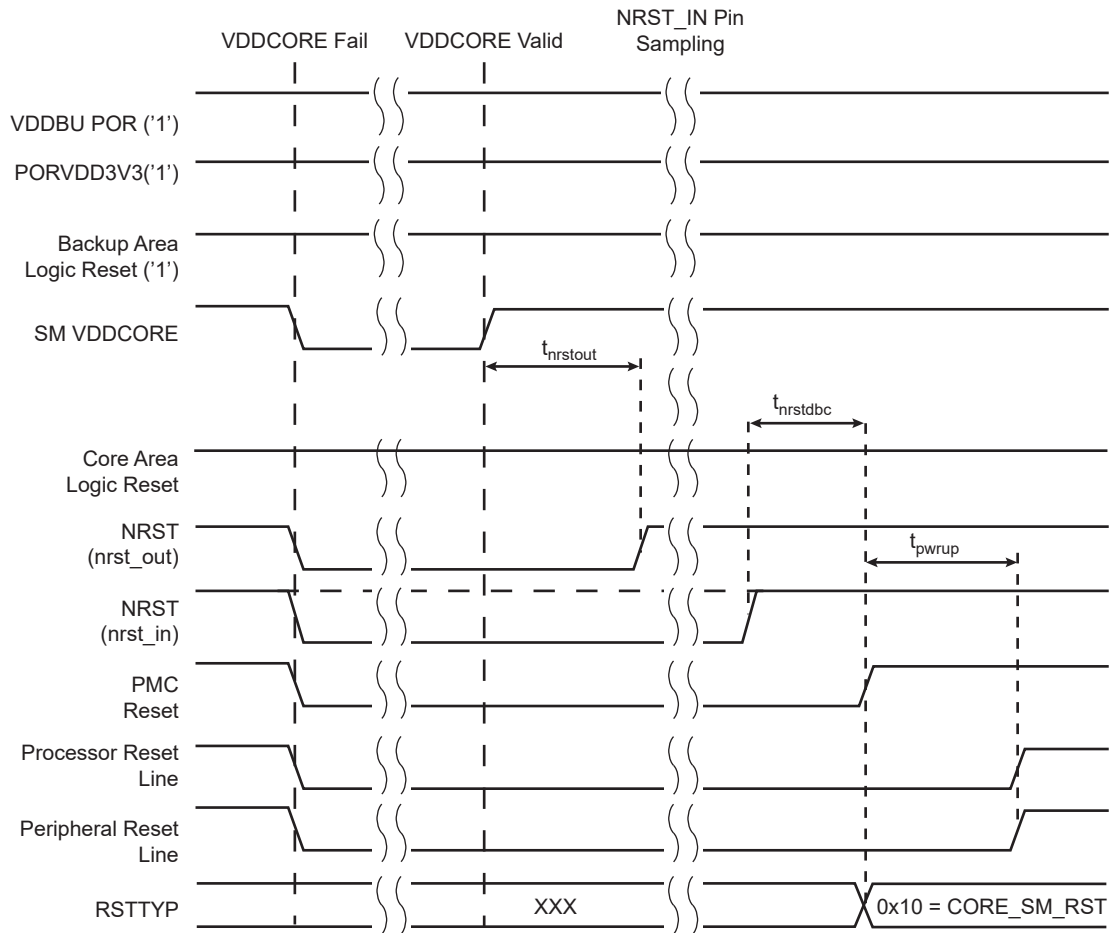 VDDCORE Fail
VDDCORE Valid
NRST_IN Pin
Sampling
VDDBU POR ('1')
PORVDD3V3('1')
Backup Area
Logic Reset ('1')
SM VDDCORE
tnrstout
tnrstdbc
Core Area
Logic Reset
NRST
(nrst_out)
tpwrup
NRST
(nrst_in)
PMC
Reset
Processor Reset
Line
Peripheral Reset
Line
RSTTYP
XXX
0x10 = CORE_SM_RST